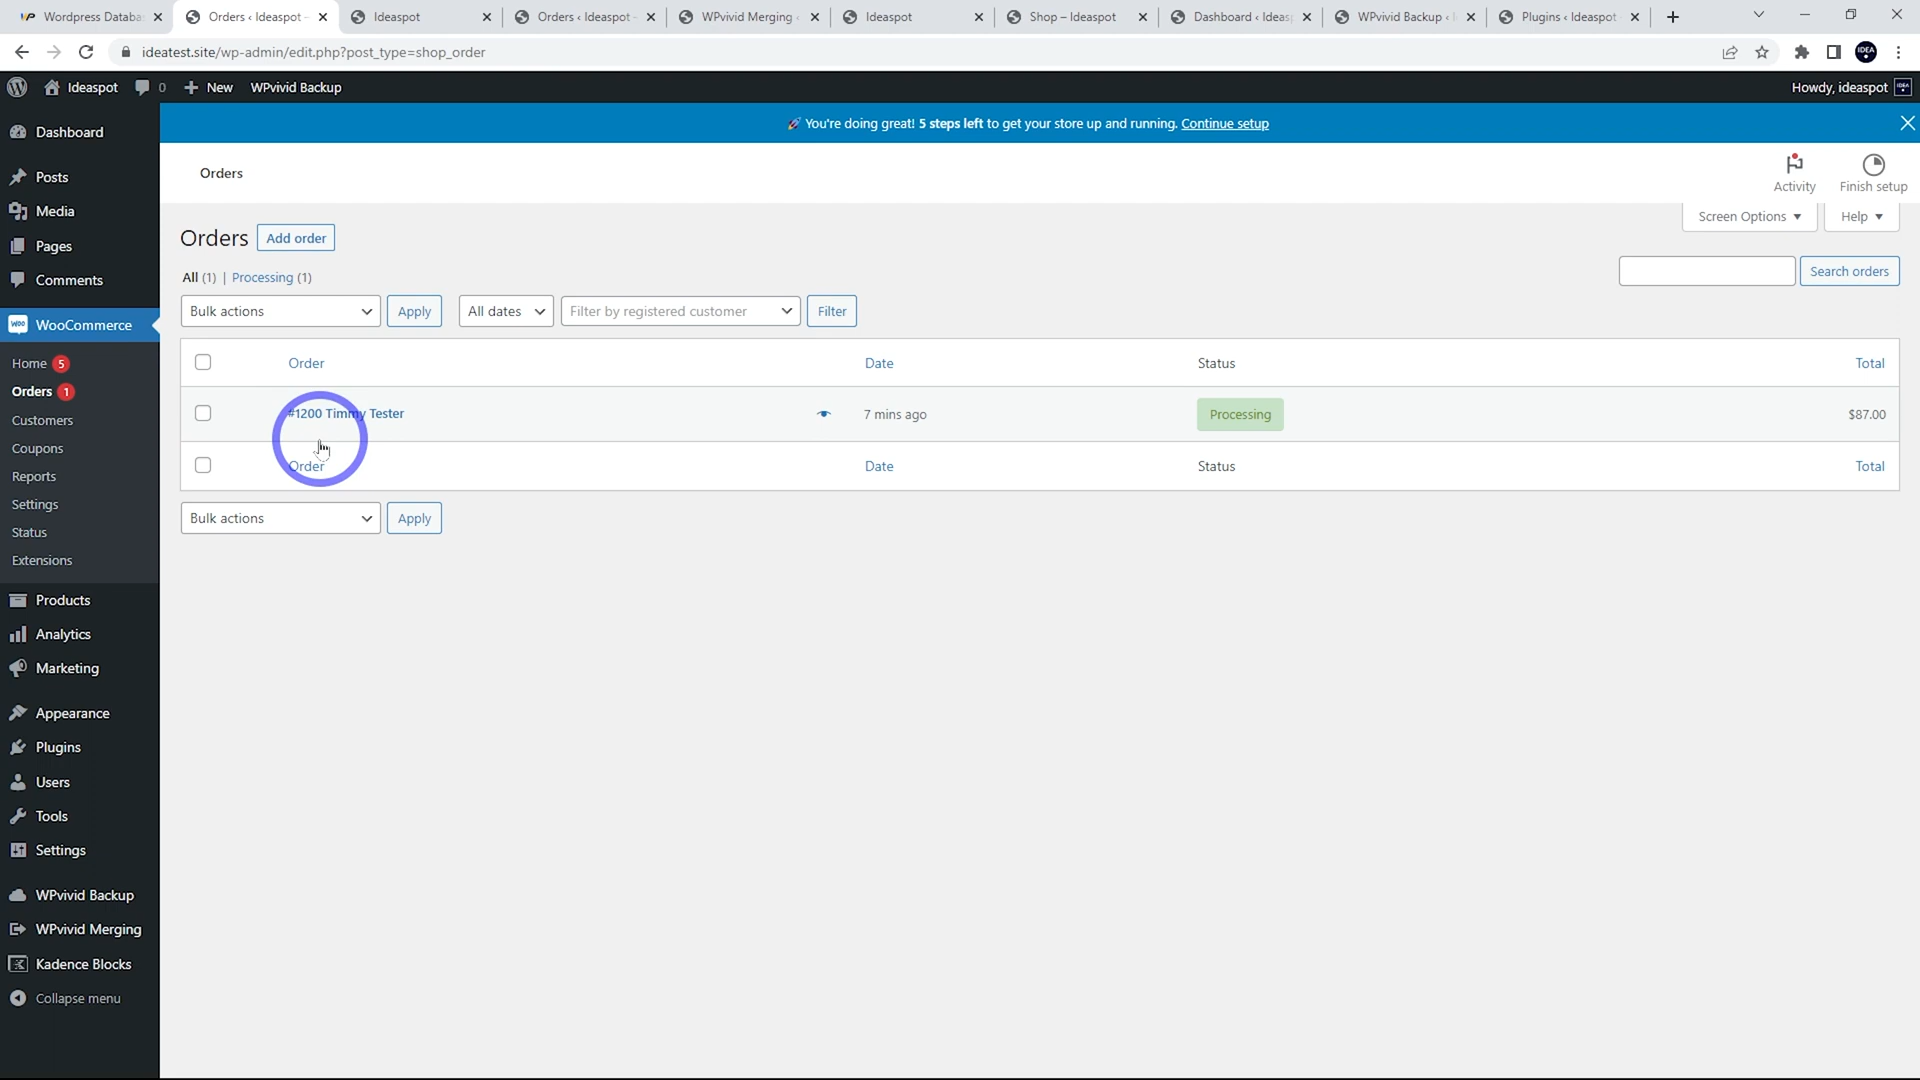 Wordpress Databa
Orders ‹ Ideaspot –
Ideaspot
Orders ‹ Ideaspot -
WPvivid Merging ‹
Ideaspot
Shop – Ideaspot
Dashboard ‹ Ideas
WPvivid Backup ‹ I
Plugins ‹ Ideaspot
ideatest.site/wp-admin/edit.php?post_type=shop_order
IDEA
Ideaspot
0
New
WPvivid Backup
Howdy, ideaspot
🚀 You're doing great! 5 steps left to get your store up and running. Continue setup
Orders
Activity
Finish setup
Screen Options
Help
Orders
Add order
All (1) | Processing (1)
Search orders
Bulk actions
Apply
All dates
Filter by registered customer
Filter
Order
Date
Status
Total
#1200 Timmy Tester
7 mins ago
Processing
$87.00
Order
Date
Status
Total
Bulk actions
Apply
Dashboard
Posts
Media
Pages
Comments
Woo
WooCommerce
Home 5
Orders 1
Customers
Coupons
Reports
Settings
Status
Extensions
Products
Analytics
Marketing
Appearance
Plugins
Users
Tools
Settings
WPvivid Backup
WPvivid Merging
Kadence Blocks
Collapse menu